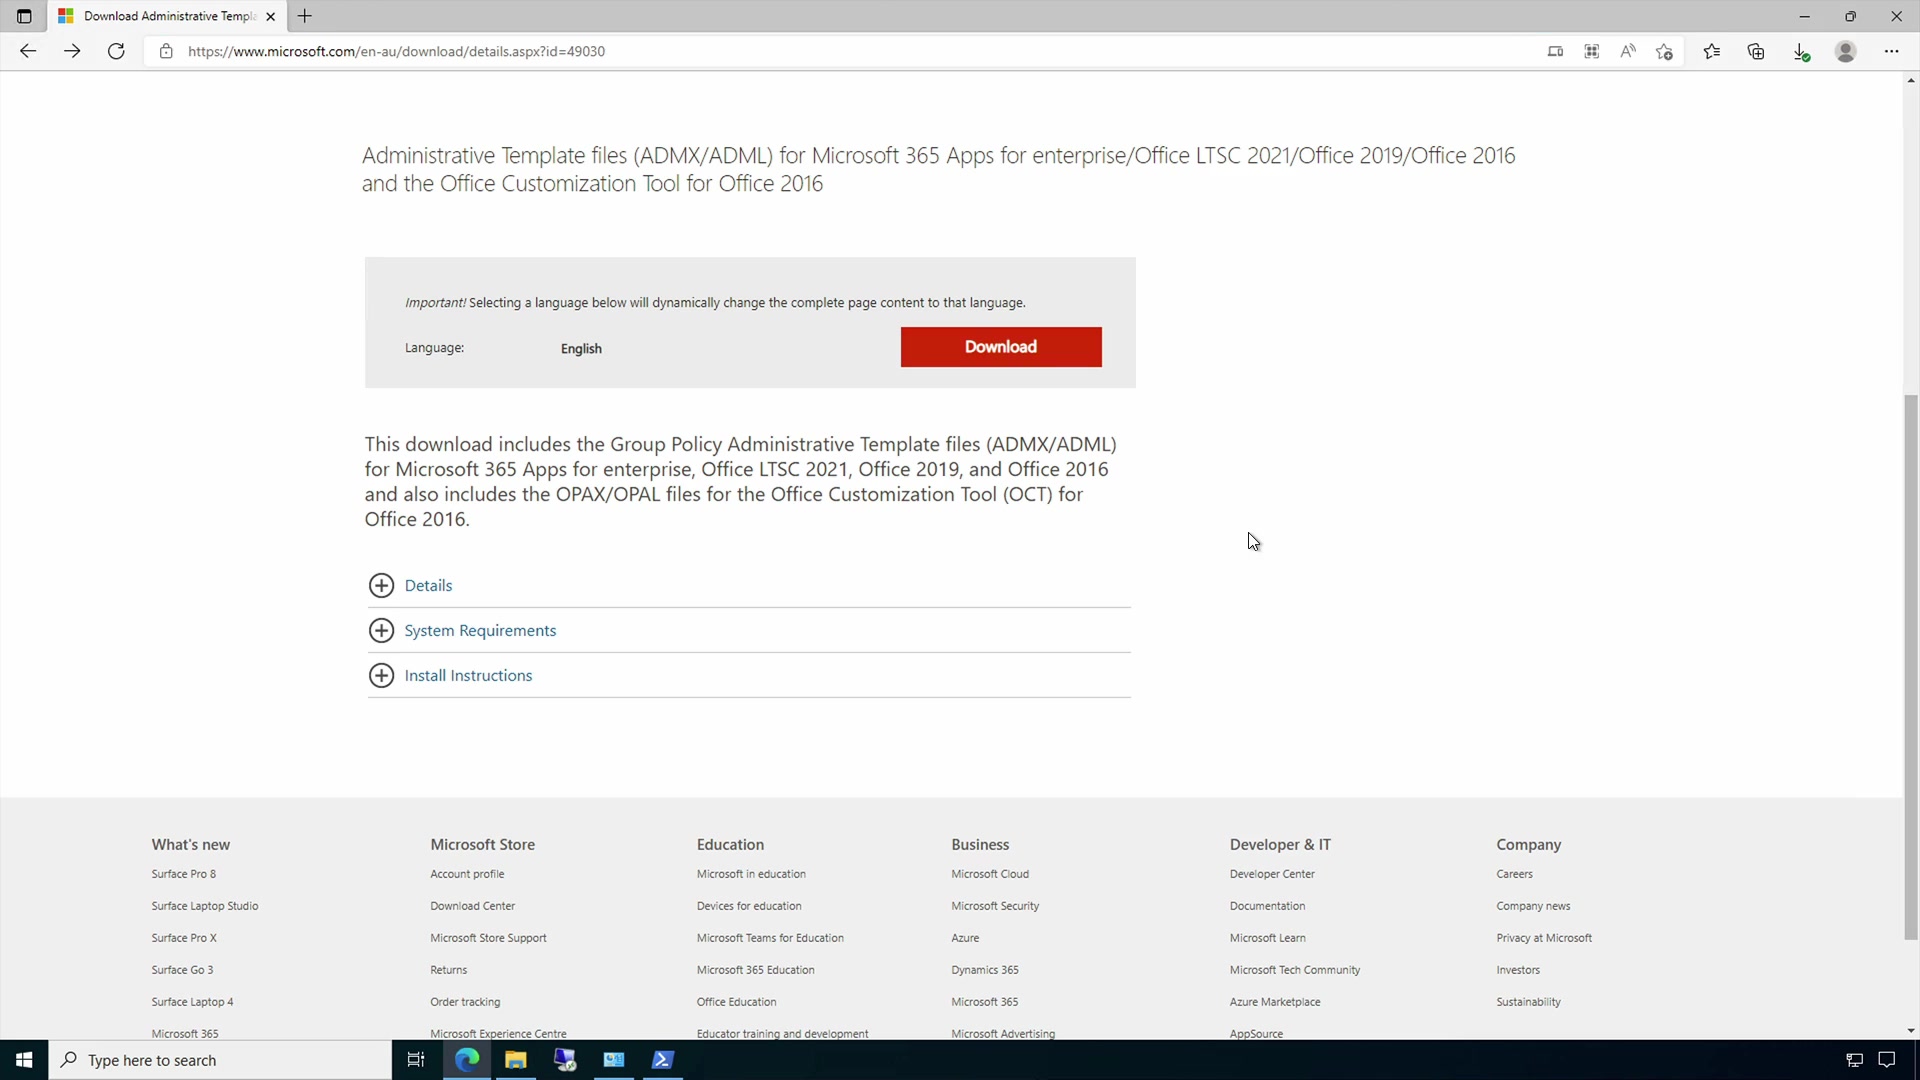 Download Administrative Templa
https://www.microsoft.com/en-au/download/details.aspx?id=49030
Administrative Template files (ADMX/ADML) for Microsoft 365 Apps for enterprise/Office LTSC 2021/Office 2019/Office 2016
and the Office Customization Tool for Office 2016
Important! Selecting a language below will dynamically change the complete page content to that language.
Language: English Download
This download includes the Group Policy Administrative Template files (ADMX/ADML)
for Microsoft 365 Apps for enterprise, Office LTSC 2021, Office 2019, and Office 2016
and also includes the OPAX/OPAL files for the Office Customization Tool (OCT) for
Office 2016.
Details
System Requirements
Install Instructions
What's new Microsoft Store Education Business Developer & IT Company
Surface Pro 8 Account profile Microsoft in education Microsoft Cloud Developer Center Careers
Surface Laptop Studio Download Center Devices for education Microsoft Security Documentation Company news
Surface Pro X Microsoft Store Support Microsoft Teams for Education Azure Microsoft Learn Privacy at Microsoft
Surface Go 3 Returns Microsoft 365 Education Dynamics 365 Microsoft Tech Community Investors
Surface Laptop 4 Order tracking Office Education Microsoft 365 Azure Marketplace Sustainability
Microsoft 365 Microsoft Experience Centre Educator training and development Microsoft Advertising AppSource
Type here to search